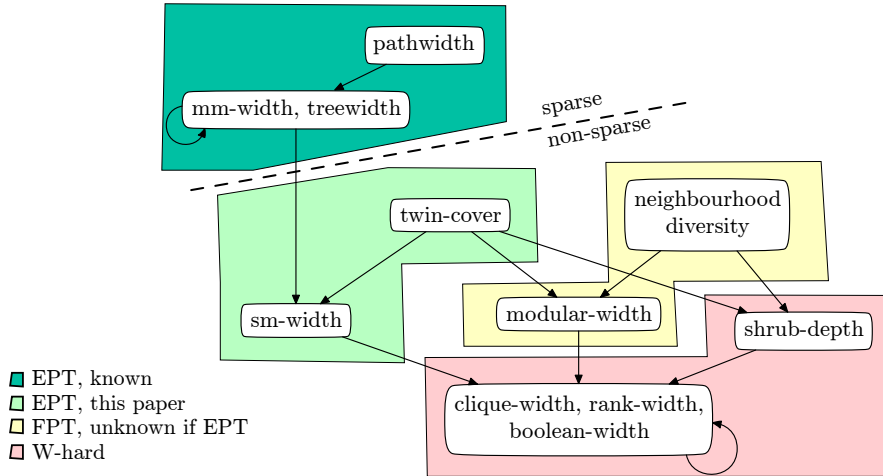 pathwidth
mm-width, treewidth
sparse
non-sparse
twin-cover
neighbourhood
diversity
sm-width
modular-width
shrub-depth
EPT, known
EPT, this paper
FPT, unknown if EPT
W-hard
clique-width, rank-width,
boolean-width